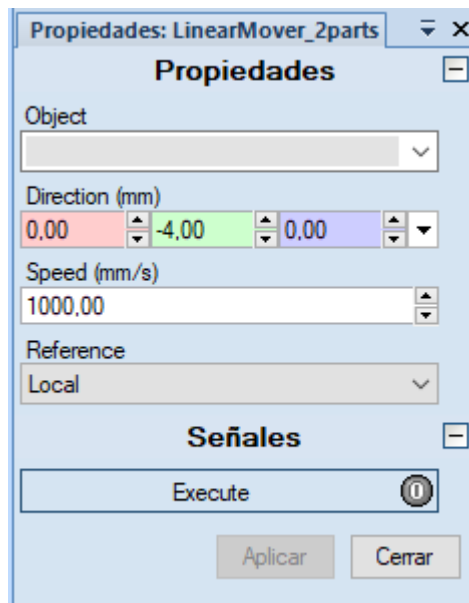 Propiedades: LinearMover_2parts
Propiedades
Object
Direction (mm)
0,00 -4,00 0,00
Speed (mm/s)
1000,00
Reference
Local
Señales
Execute
Aplicar Cerrar